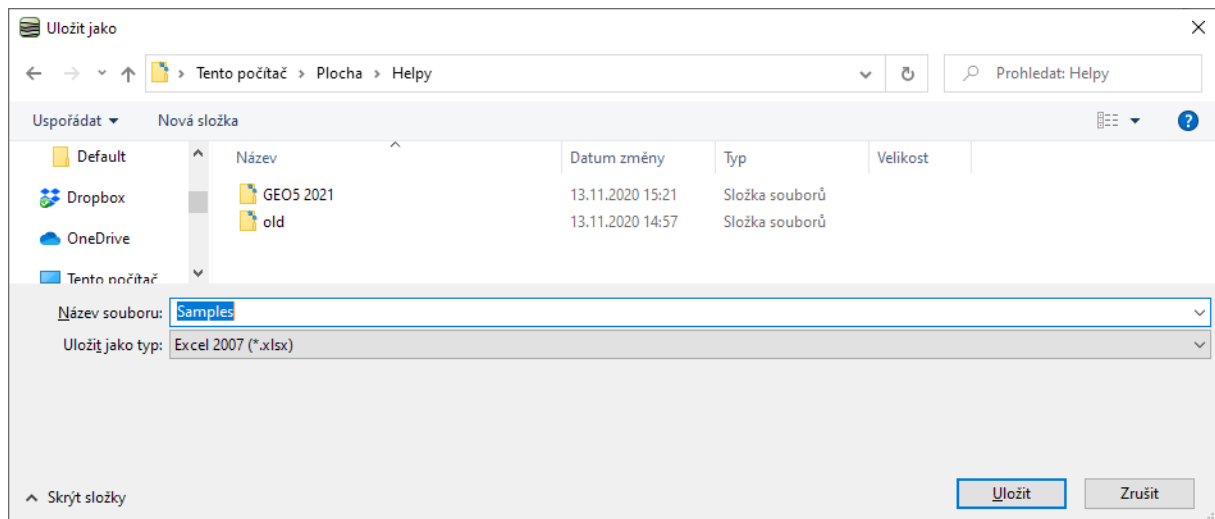 Uložit jako
Tento počítač › Plocha › Helpy
Prohledat: Helpy
Uspořádat
Nová složka
Default
Dropbox
OneDrive
Tento počítač
Název
Datum změny
Typ
Velikost
GEO5 2021
13.11.2020 15:21
Složka souborů
old
13.11.2020 14:57
Složka souborů
Název souboru: Samples
Uložit jako typ: Excel 2007 (*.xlsx)
Skrýt složky
Uložit
Zrušit